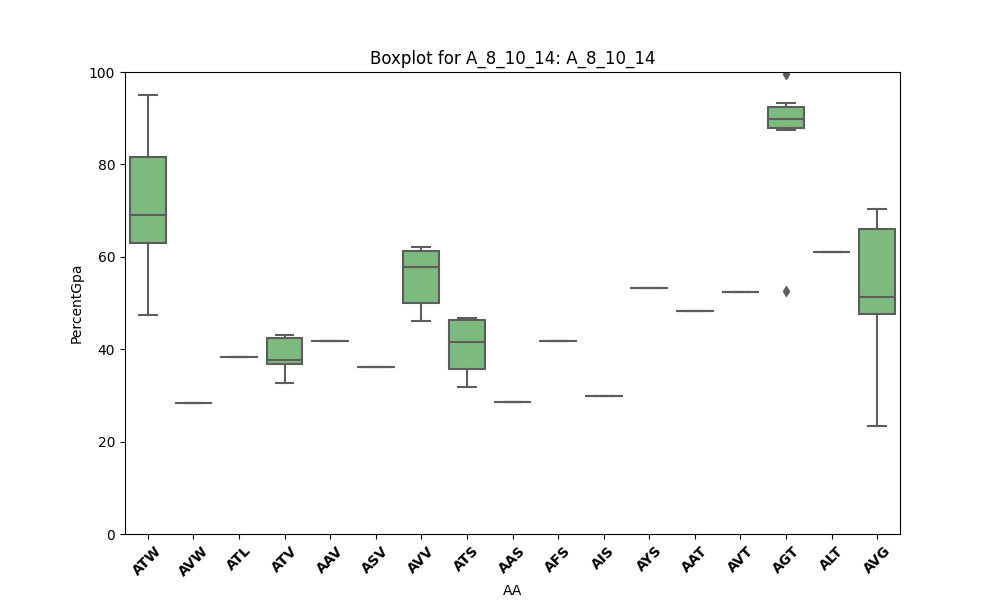 Boxplot for A_8_10_14: A_8_10_14
100
80
60
40
20
0
PercentGpa
ATW AVW ATL ATV AAV ASV AVV ATS AAS AFS AIS AYS AAT AVT AGT ALT AVG
AA